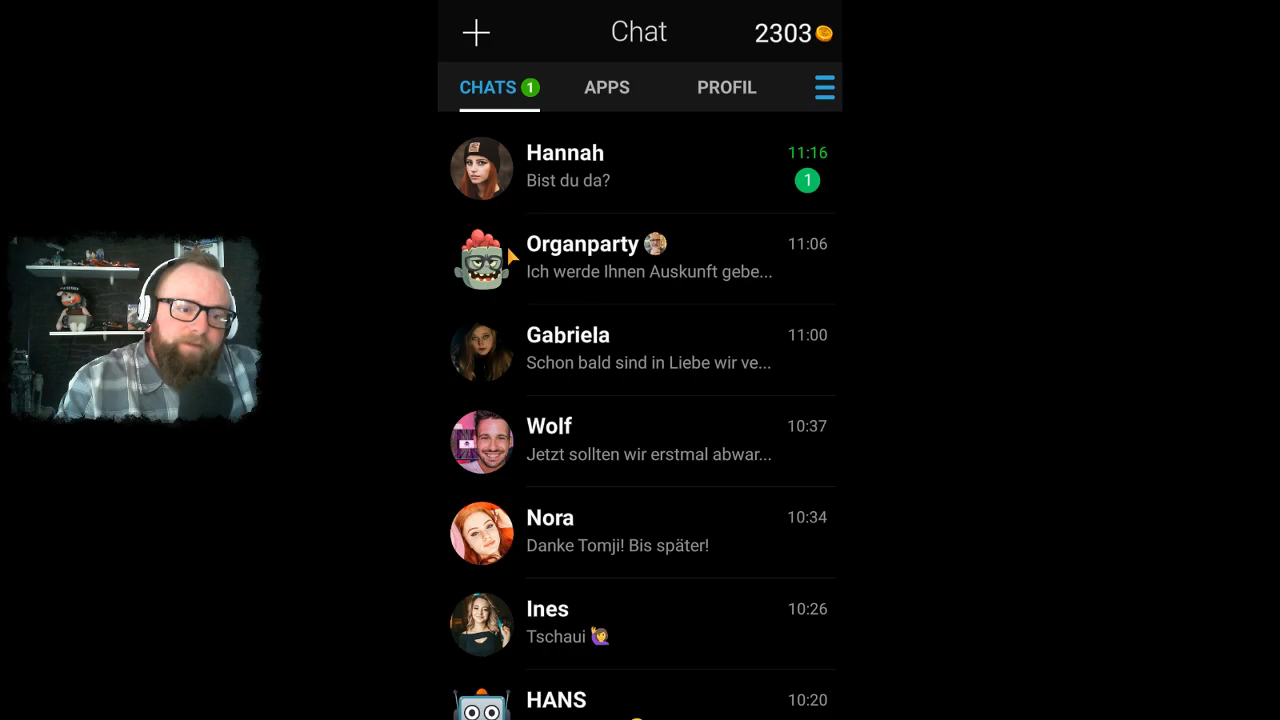 Chat
2303
CHATS 1
APPS
PROFIL
Hannah
11:16
Bist du da?
1
Organparty
11:06
Ich werde Ihnen Auskunft gebe...
Gabriela
11:00
Schon bald sind in Liebe wir ve...
Wolf
10:37
Jetzt sollten wir erstmal abwar...
Nora
10:34
Danke Tomji! Bis später!
Ines
10:26
Tschaui 🙋‍♀️
HANS
10:20